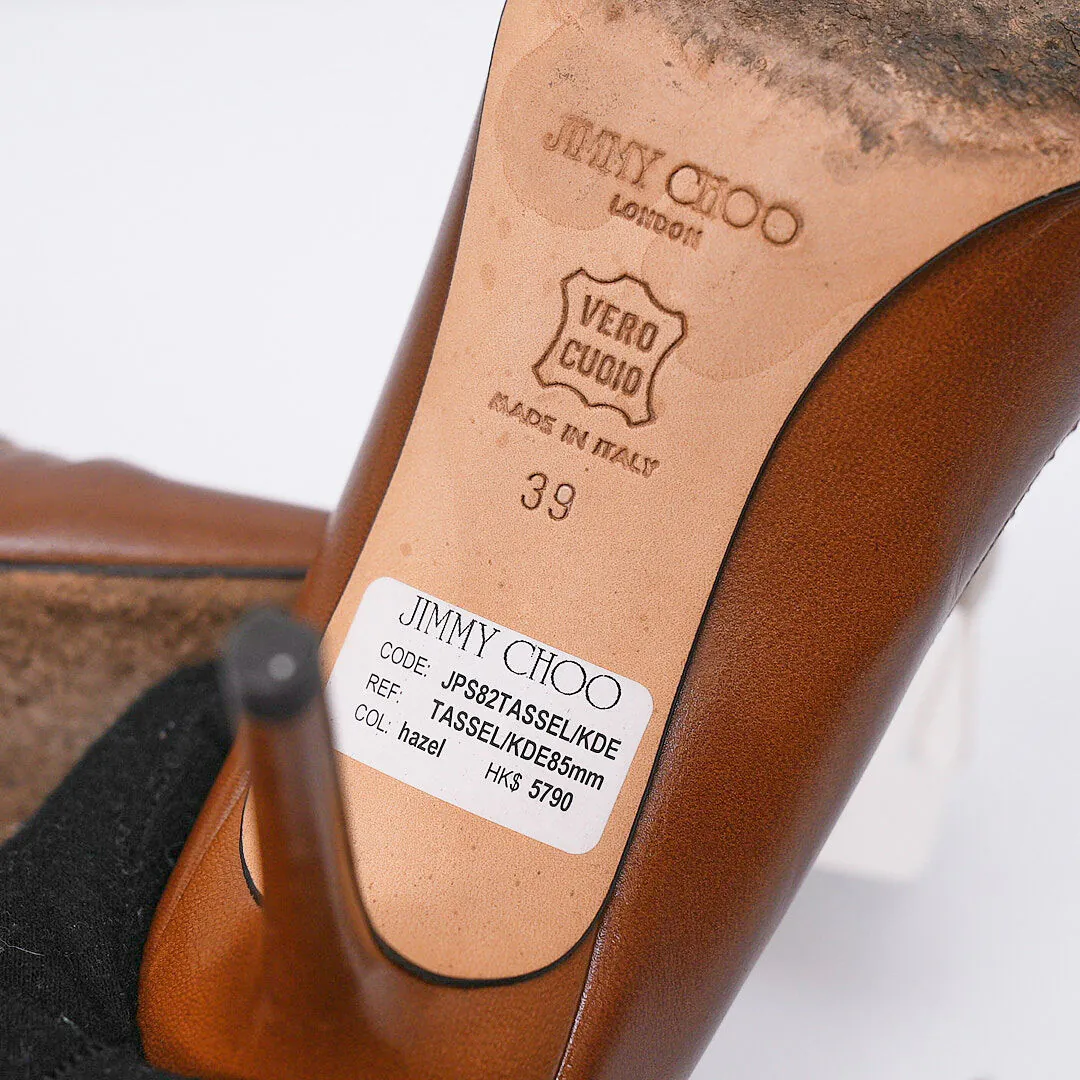 JIMMY CHOO
LONDON
VERO
CUOIO
MADE IN ITALY
39
JIMMY CHOO
CODE: JPS82TASSEL/KDE
REF: TASSEL/KDE85mm
COL: hazel HK$ 5790